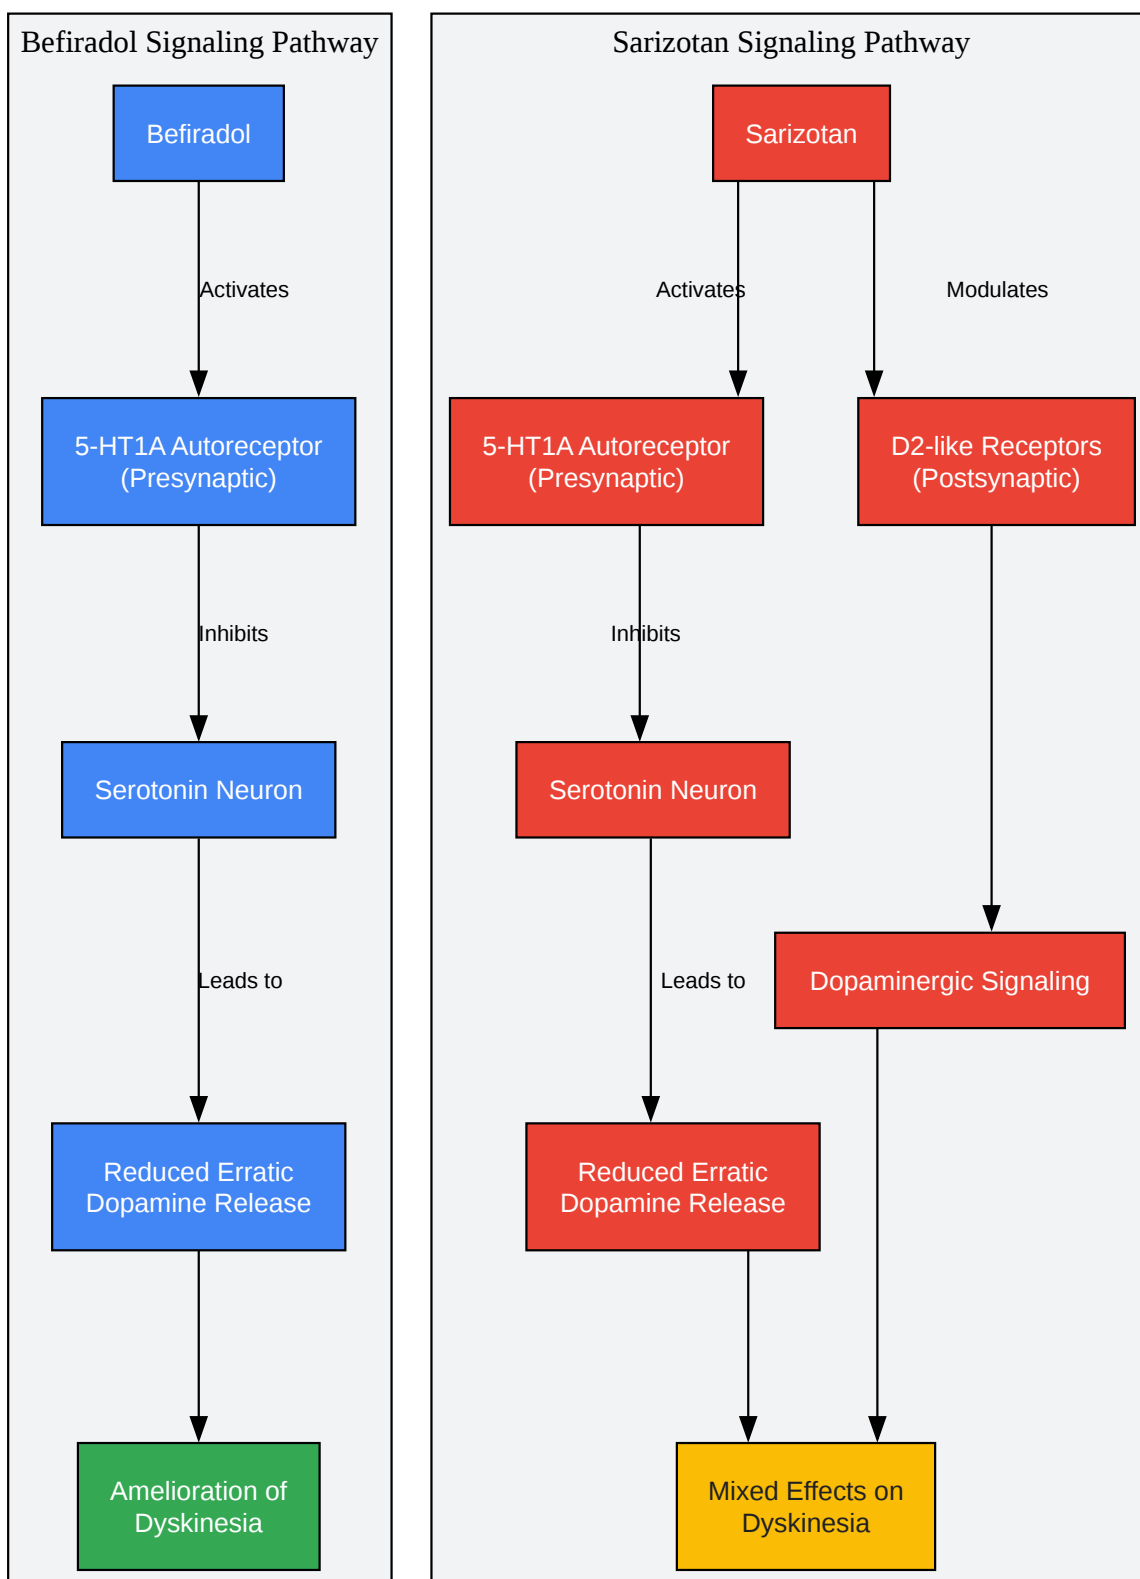 Befiradol Signaling Pathway
Befiradol
Activates
5-HT1A Autoreceptor
(Presynaptic)
Inhibits
Serotonin Neuron
Leads to
Reduced Erratic
Dopamine Release
Amelioration of
Dyskinesia
Sarizotan Signaling Pathway
Sarizotan
Activates
Modulates
5-HT1A Autoreceptor
(Presynaptic)
D2-like Receptors
(Postsynaptic)
Inhibits
Serotonin Neuron
Leads to
Dopaminergic Signaling
Reduced Erratic
Dopamine Release
Mixed Effects on
Dyskinesia